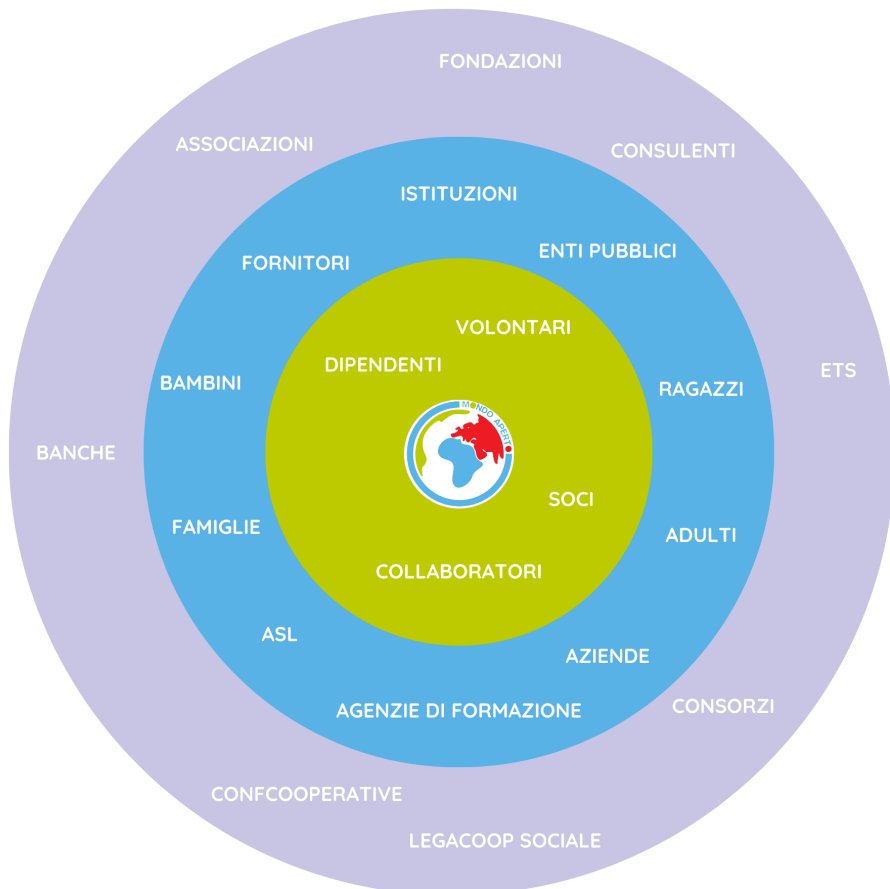 FONDAZIONI
ASSOCIAZIONI
CONSULENTI
ISTITUZIONI
ENTI PUBBLICI
FORNITORI
VOLONTARI
DIPENDENTI
ETS
BAMBINI
RAGAZZI
MONDO APERTO
BANCHE
SOCI
FAMIGLIE
ADULTI
COLLABORATORI
ASL
AZIENDE
CONSORZI
AGENZIE DI FORMAZIONE
CONFCOOPERATIVE
LEGACOOP SOCIALE